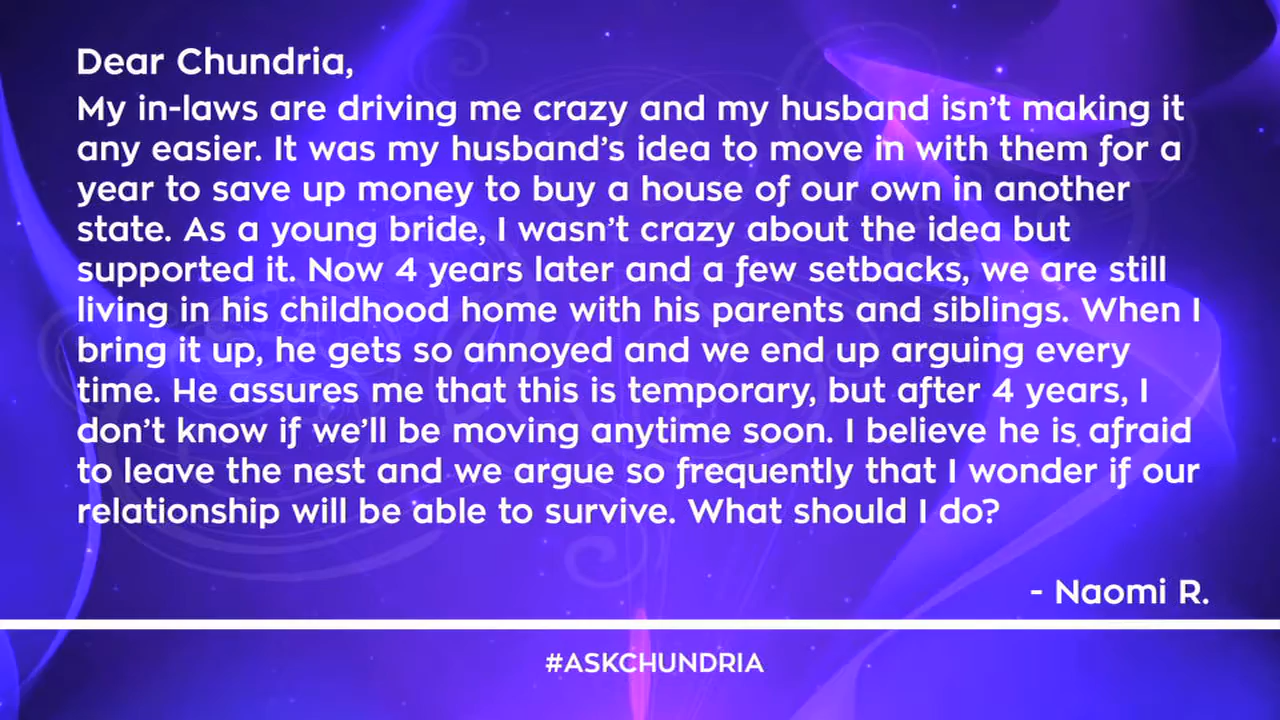 Dear Chundria,
My in-laws are driving me crazy and my husband isn't making it
any easier. It was my husband's idea to move in with them for a
year to save up money to buy a house of our own in another
state. As a young bride, I wasn't crazy about the idea but
supported it. Now 4 years later and a few setbacks, we are still
living in his childhood home with his parents and siblings. When I
bring it up, he gets so annoyed and we end up arguing every
time. He assures me that this is temporary, but after 4 years, I
don't know if we'll be moving anytime soon. I believe he is afraid
to leave the nest and we argue so frequently that I wonder if our
relationship will be able to survive. What should I do?
- Naomi R.
#ASKCHUNDRIA